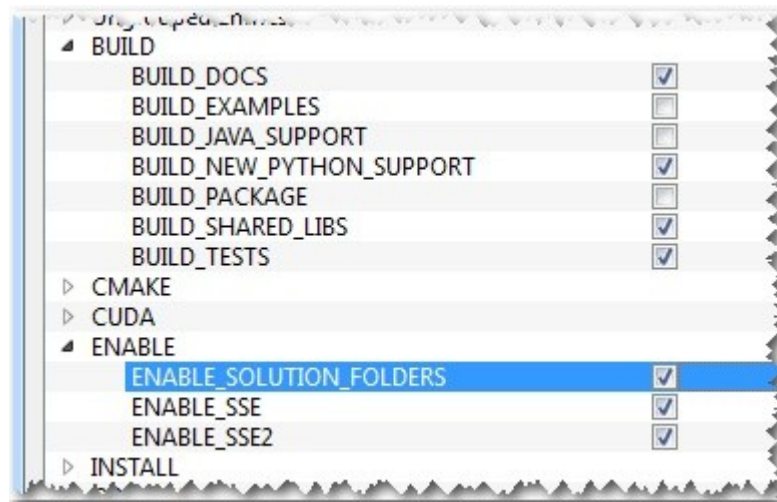 BUILD
BUILD_DOCS
BUILD_EXAMPLES
BUILD_JAVA_SUPPORT
BUILD_NEW_PYTHON_SUPPORT
BUILD_PACKAGE
BUILD_SHARED_LIBS
BUILD_TESTS
CMAKE
CUDA
ENABLE
ENABLE_SOLUTION_FOLDERS
ENABLE_SSE
ENABLE_SSE2
INSTALL